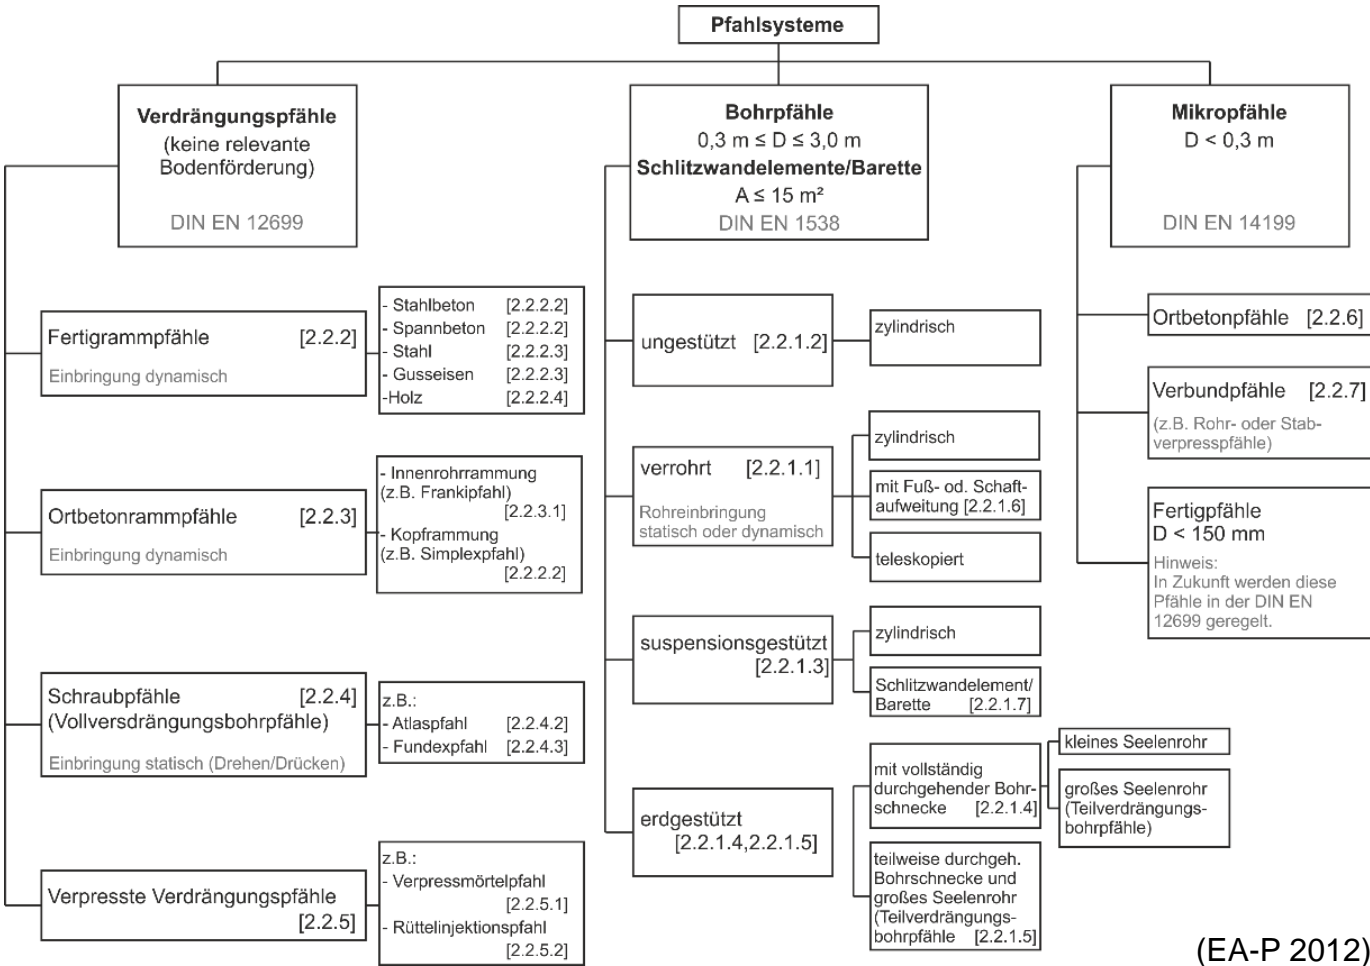 Pfahlsysteme
Verdrängungspfähle
(keine relevante
Bodenförderung)
DIN EN 12699
Fertigrammpfähle [2.2.2]
Einbringung dynamisch
- Stahlbeton [2.2.2.2]
- Spannbeton [2.2.2.2]
- Stahl [2.2.2.3]
- Gusseisen [2.2.2.3]
-Holz [2.2.2.4]
Ortbetonrammpfähle [2.2.3]
Einbringung dynamisch
- Innenrohrrammung
(z.B. Frankipfahl)
[2.2.3.1]
- Kopframmung
(z.B. Simplexpfahl)
[2.2.2.2]
Schraubpfähle [2.2.4]
(Vollversdrängungsbohrpfähle)
Einbringung statisch (Drehen/Drücken)
z.B.:
- Atlaspfahl [2.2.4.2]
- Fundexpfahl [2.2.4.3]
Verpresste Verdrängungspfähle
[2.2.5]
z.B.:
- Verpressmörtelpfahl
[2.2.5.1]
- Rüttelinjektionspfahl
[2.2.5.2]
Bohrpfähle
0,3 m ≤ D ≤ 3,0 m
Schlitzwandelemente/Barette
A ≤ 15 m²
DIN EN 1538
ungestützt [2.2.1.2]
zylindrisch
verrohrt [2.2.1.1]
Rohreinbringung
statisch oder dynamisch
zylindrisch
mit Fuß- od. Schaft-
aufweitung [2.2.1.6]
teleskopiert
suspensionsgestützt
[2.2.1.3]
zylindrisch
Schlitzwandelement/
Barette [2.2.1.7]
erdgestützt
[2.2.1.4,2.2.1.5]
mit vollständig
durchgehender Bohr-
schnecke [2.2.1.4]
kleines Seelenrohr
großes Seelenrohr
(Teilverdrängungs-
bohrpfähle)
teilweise durchgeh.
Bohrschnecke und
großes Seelenrohr
(Teilverdrängungs-
bohrpfähle [2.2.1.5]
Mikropfähle
D < 0,3 m
DIN EN 14199
Ortbetonpfähle [2.2.6]
Verbundpfähle [2.2.7]
(z.B. Rohr- oder Stab-
verpresspfähle)
Fertigpfähle
D < 150 mm
Hinweis:
In Zukunft werden diese
Pfähle in der DIN EN
12699 geregelt.
(EA-P 2012)